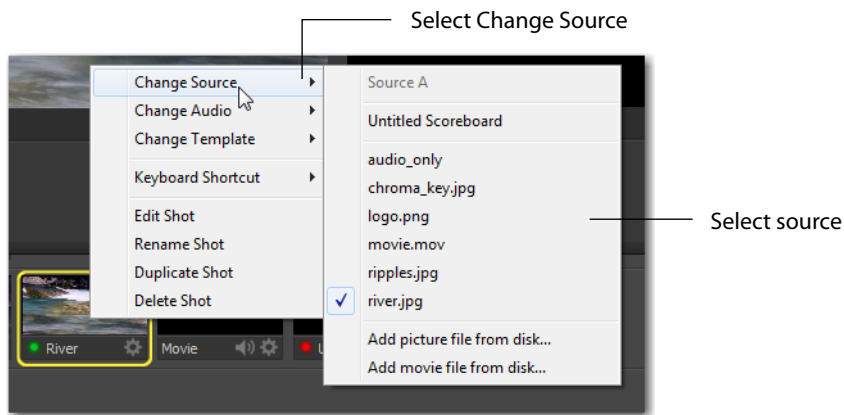 Select Change Source
Change Source
Change Audio
Change Template
Keyboard Shortcut
Edit Shot
Rename Shot
Duplicate Shot
Delete Shot
Source A
Untitled Scoreboard
audio_only
chroma_key.jpg
logo.png
movie.mov
ripples.jpg
river.jpg
Add picture file from disk...
Add movie file from disk...
Select source
River
Movie